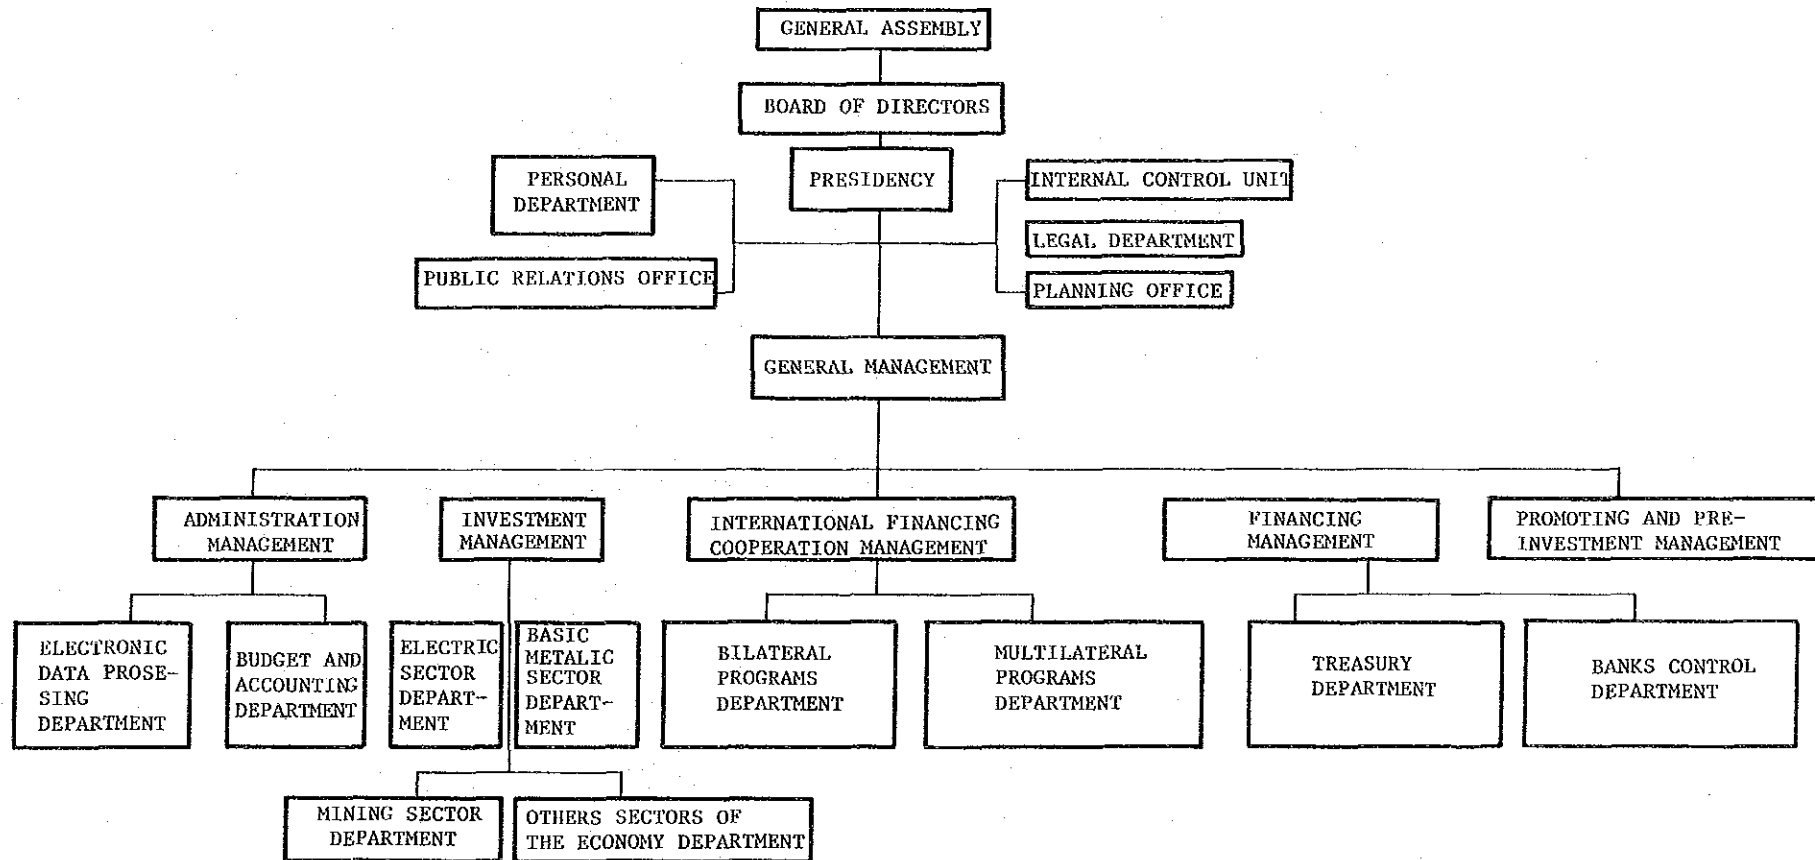 GENERAL ASSEMBLY
BOARD OF DIRECTORS
PERSONAL
DEPARTMENT
PRESIDENCY
INTERNAL CONTROL UNIT
LEGAL DEPARTMENT
PUBLIC RELATIONS OFFICE
PLANNING OFFICE
GENERAL MANAGEMENT
ADMINISTRATION
MANAGEMENT
INVESTMENT
MANAGEMENT
INTERNATIONAL FINANCING
COOPERATION MANAGEMENT
FINANCING
MANAGEMENT
PROMOTING AND PRE-
INVESTMENT MANAGEMENT
ELECTRONIC
DATA PROSE-
SING
DEPARTMENT
BUDGET AND
ACCOUNTING
DEPARTMENT
ELECTRIC
SECTOR
DEPART-
MENT
BASIC
METALIC
SECTOR
DEPART-
MENT
BILATERAL
PROGRAMS
DEPARTMENT
MULTILATERAL
PROGRAMS
DEPARTMENT
TREASURY
DEPARTMENT
BANKS CONTROL
DEPARTMENT
MINING SECTOR
DEPARTMENT
OTHERS SECTORS OF
THE ECONOMY DEPARTMENT